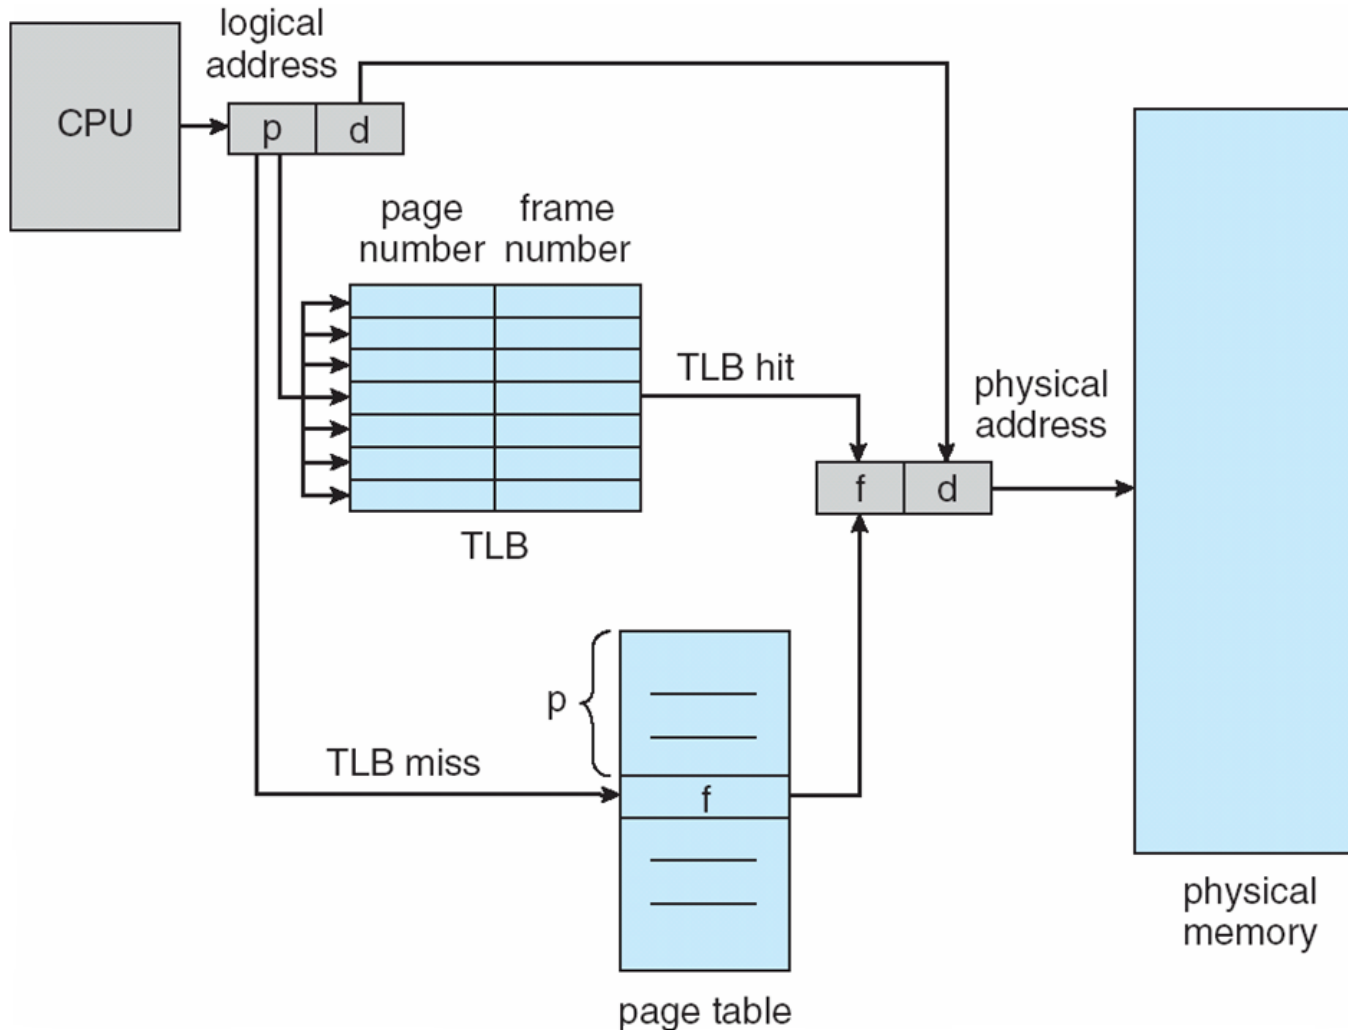 logical
address
CPU
p
d
page
number
frame
number
TLB hit
physical
address
f
d
TLB
p
TLB miss
f
physical
memory
page table